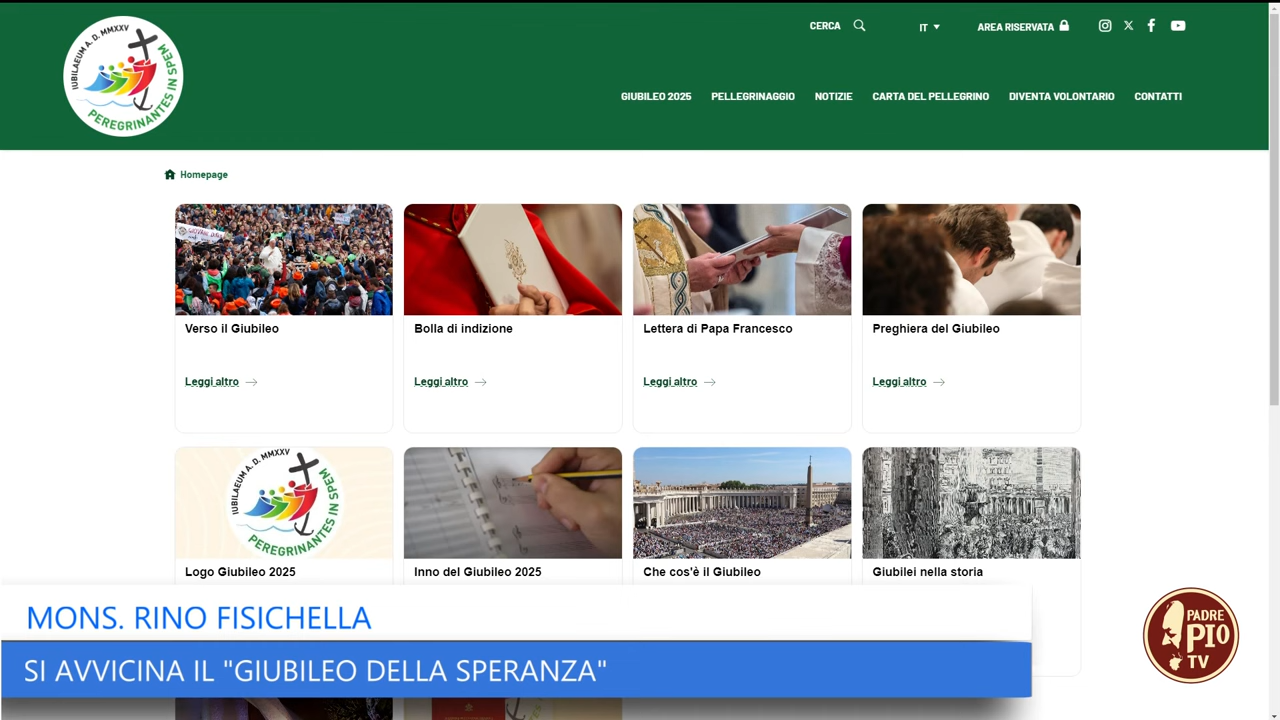 IUBILAEUM A. D. MMXXV
PEREGRINANTES IN SPEM
CERCA
IT
AREA RISERVATA
GIUBILEO 2025
PELLEGRINAGGIO
NOTIZIE
CARTA DEL PELLEGRINO
DIVENTA VOLONTARIO
CONTATTI
Homepage
Verso il Giubileo
Leggi altro
Bolla di indizione
Leggi altro
Lettera di Papa Francesco
Leggi altro
Preghiera del Giubileo
Leggi altro
IUBILAEUM A. D. MMXXV
PEREGRINANTES IN SPEM
Logo Giubileo 2025
Inno del Giubileo 2025
Che cos'è il Giubileo
Giubilei nella storia
MONS. RINO FISICHELLA
SI AVVICINA IL "GIUBILEO DELLA SPERANZA"
PADRE
PIO
TV